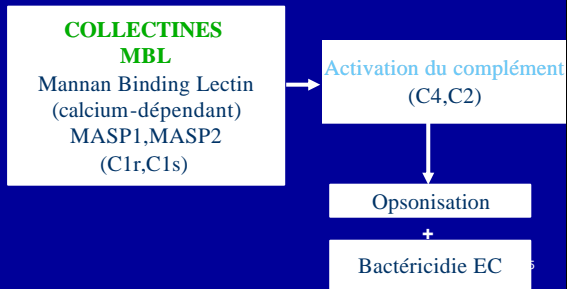 COLLECTINES
MBL
Mannan Binding Lectin
(calcium-dépendant)
MASP1,MASP2
(C1r,C1s)
Activation du complément
(C4,C2)
Opsonisation
+
Bactéricidie EC